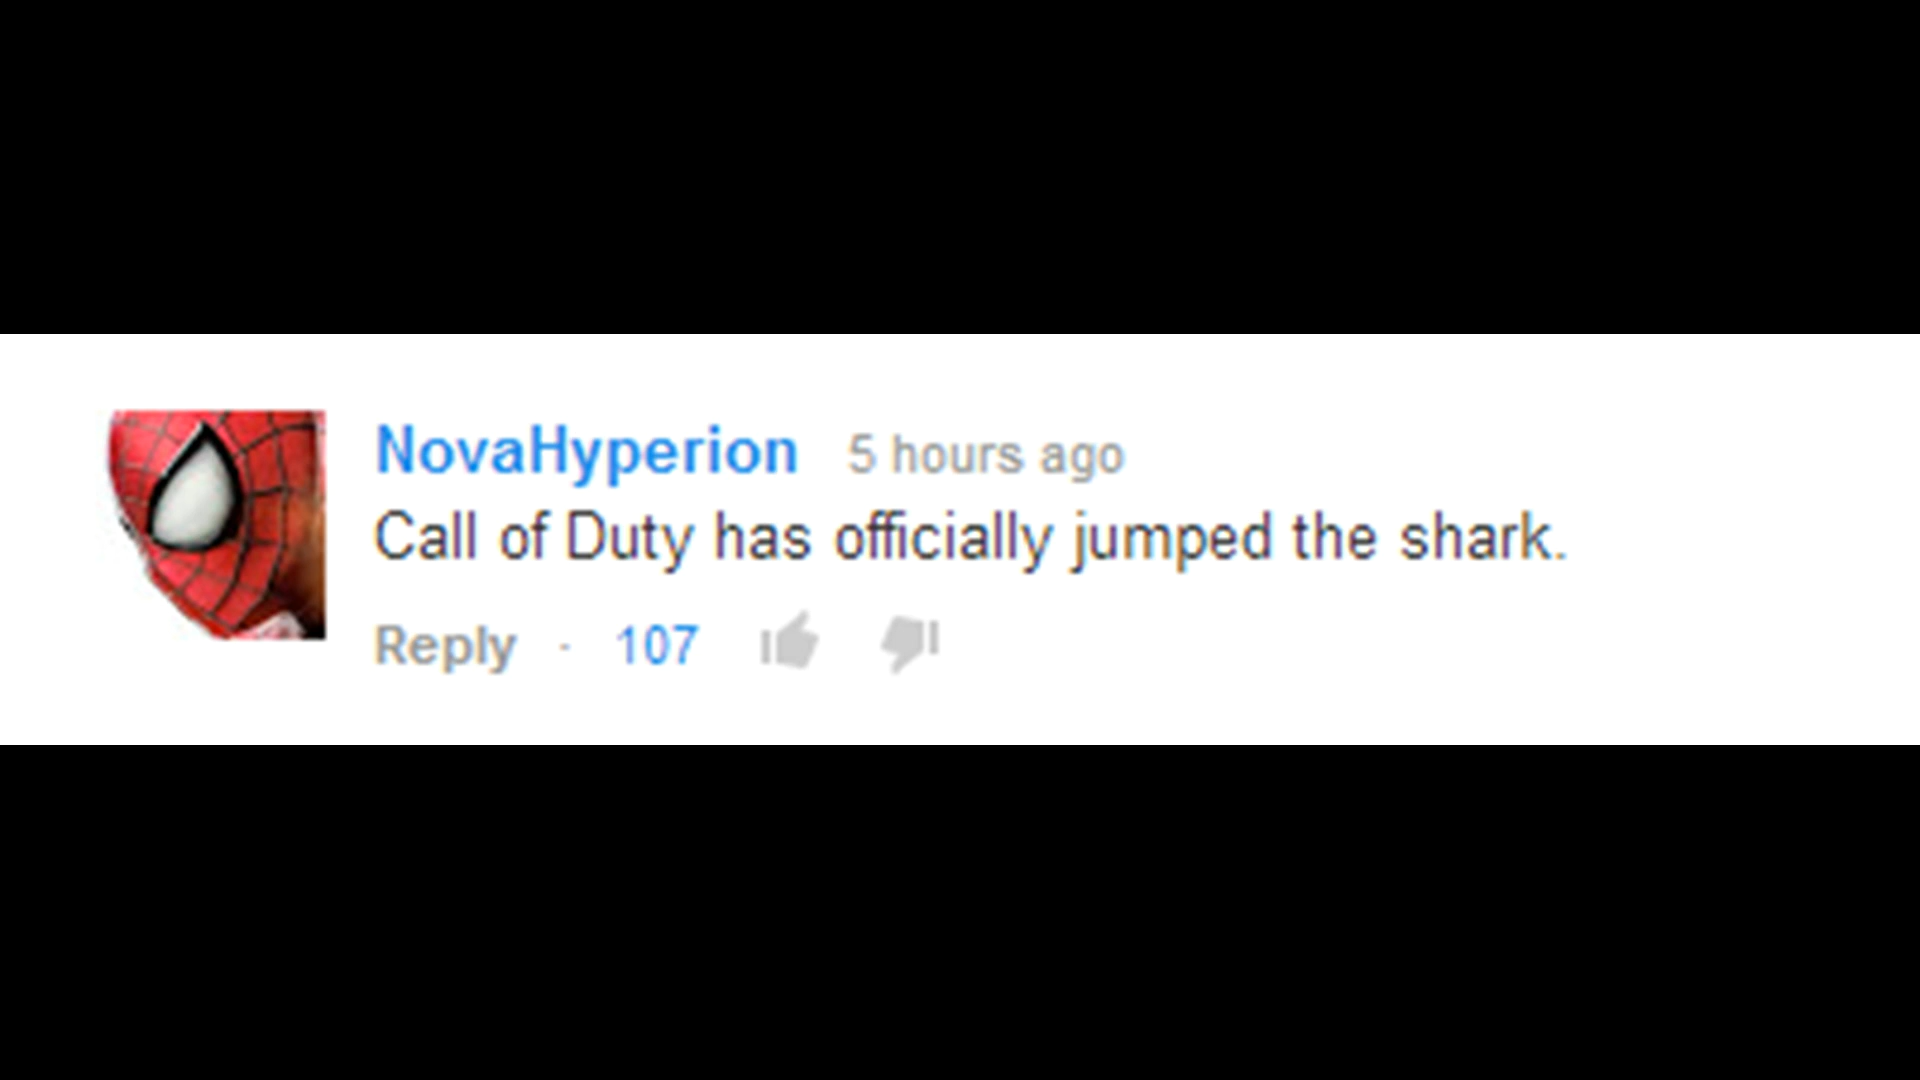 NovaHyperion 5 hours ago
Call of Duty has officially jumped the shark.
Reply · 107